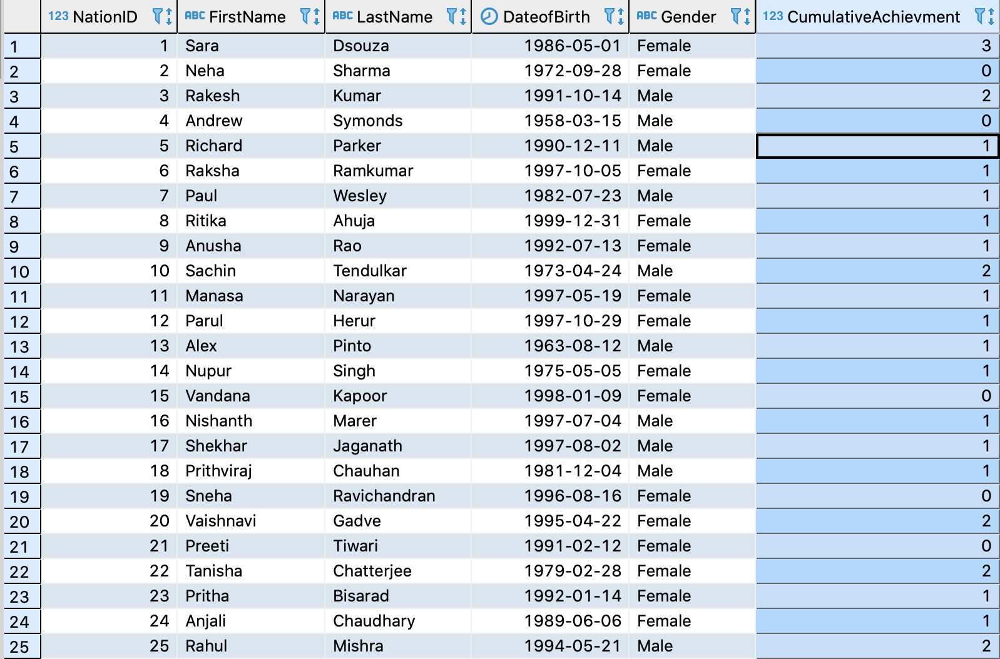 123 NationID ABC FirstName ABC LastName DateofBirth ABC Gender 123 CumulativeAchievment
1 1 Sara Dsouza 1986-05-01 Female 3
2 2 Neha Sharma 1972-09-28 Female 0
3 3 Rakesh Kumar 1991-10-14 Male 2
4 4 Andrew Symonds 1958-03-15 Male 0
5 5 Richard Parker 1990-12-11 Male 1
6 6 Raksha Ramkumar 1997-10-05 Female 1
7 7 Paul Wesley 1982-07-23 Male 1
8 8 Ritika Ahuja 1999-12-31 Female 1
9 9 Anusha Rao 1992-07-13 Female 1
10 10 Sachin Tendulkar 1973-04-24 Male 2
11 11 Manasa Narayan 1997-05-19 Female 1
12 12 Parul Herur 1997-10-29 Female 1
13 13 Alex Pinto 1963-08-12 Male 1
14 14 Nupur Singh 1975-05-05 Female 1
15 15 Vandana Kapoor 1998-01-09 Female 0
16 16 Nishanth Marer 1997-07-04 Male 1
17 17 Shekhar Jaganath 1997-08-02 Male 1
18 18 Prithviraj Chauhan 1981-12-04 Male 1
19 19 Sneha Ravichandran 1996-08-16 Female 0
20 20 Vaishnavi Gadve 1995-04-22 Female 2
21 21 Preeti Tiwari 1991-02-12 Female 0
22 22 Tanisha Chatterjee 1979-02-28 Female 2
23 23 Pritha Bisarad 1992-01-14 Female 1
24 24 Anjali Chaudhary 1989-06-06 Female 1
25 25 Rahul Mishra 1994-05-21 Male 2